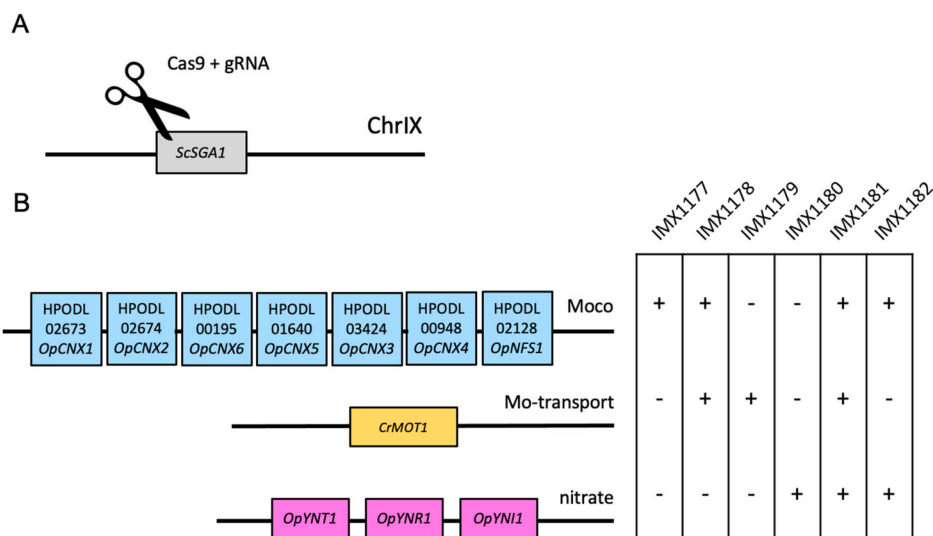 A
Cas9 + gRNA
ChrIX
ScSGA1
B
IMX1177
IMX1178
IMX1179
IMX1180
IMX1181
IMX1182
HPODL
02673
OpCNX1
HPODL
02674
OpCNX2
HPODL
00195
OpCNX6
HPODL
01640
OpCNX5
HPODL
03424
OpCNX3
HPODL
00948
OpCNX4
HPODL
02128
OpNFS1
Moco
+ + - - + +
Mo-transport
- + + - + -
CrMOT1
nitrate
- - - + + +
OpYNT1
OpYNR1
OpYNI1